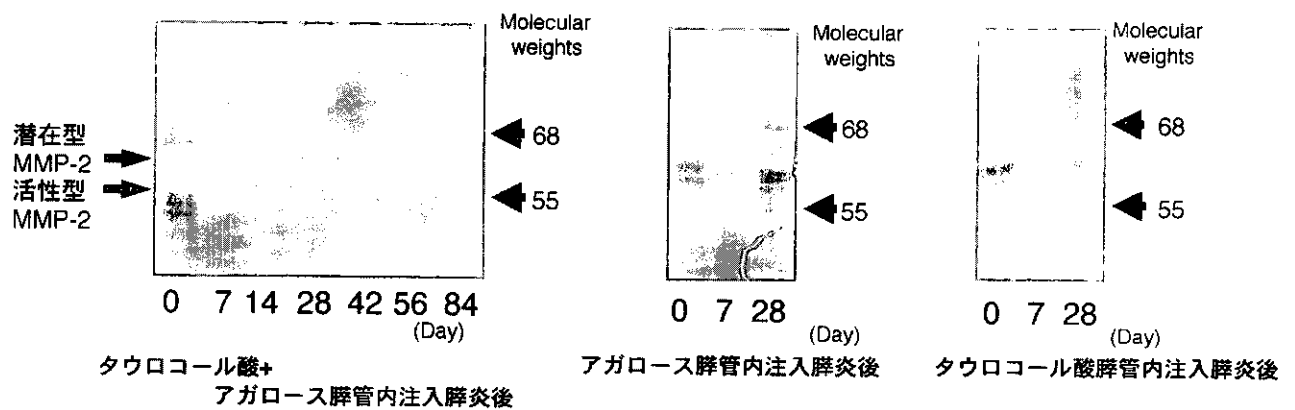 Molecular
weights
潜在型
MMP-2
活性型
MMP-2
68
55
0 7 14 28 42 56 84
(Day)
タウロコール酸+
アガロース膵管内注入膵炎後
Molecular
weights
68
55
0 7 28
(Day)
アガロース膵管内注入膵炎後
Molecular
weights
68
55
0 7 28
(Day)
タウロコール酸膵管内注入膵炎後